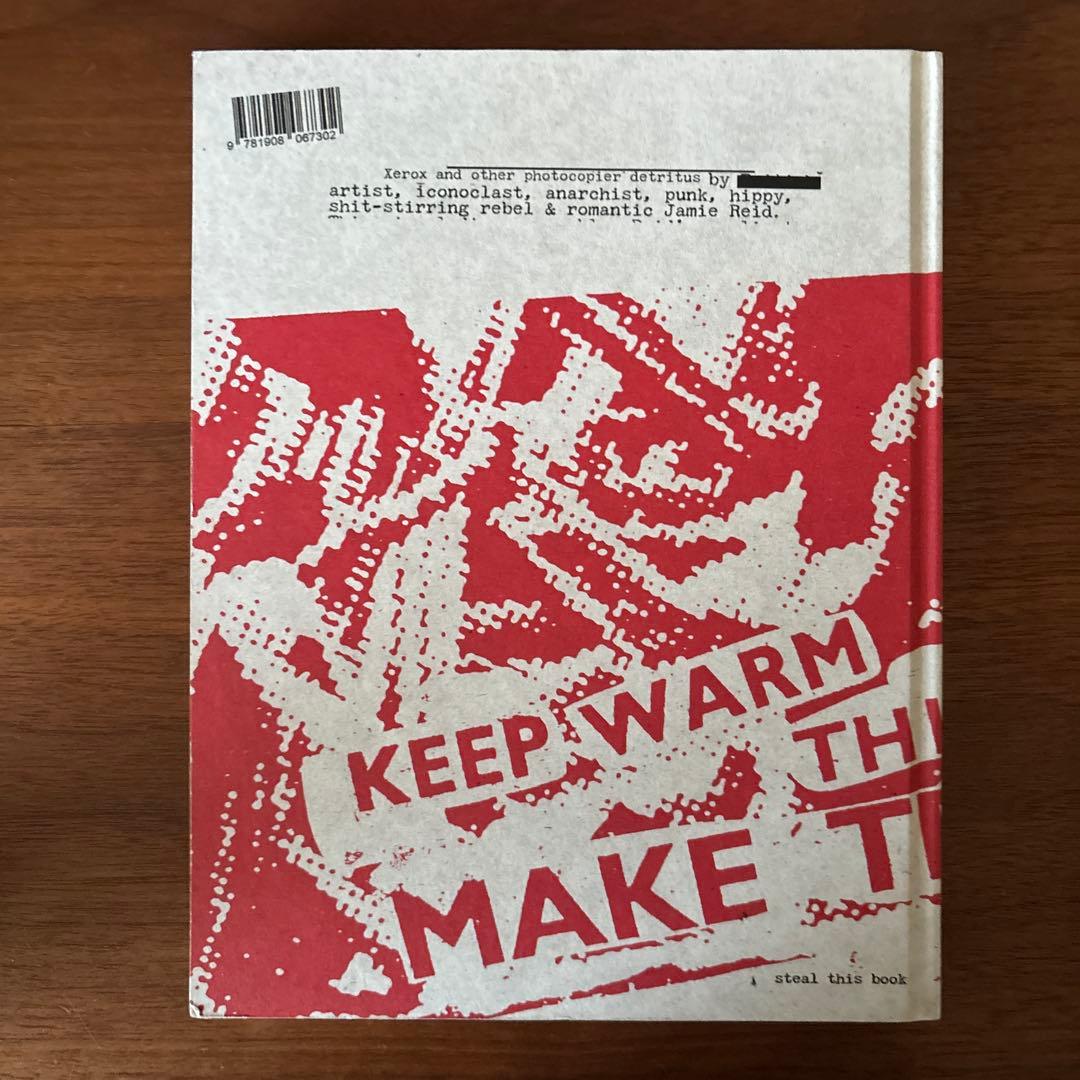 9 781908 067302
Xerox and other photocopier detritus by
artist, iconoclast, anarchist, punk, hippy,
shit-stirring rebel & romantic Jamie Reid.
KEEP WARM
TH
MAKE T
steal this book